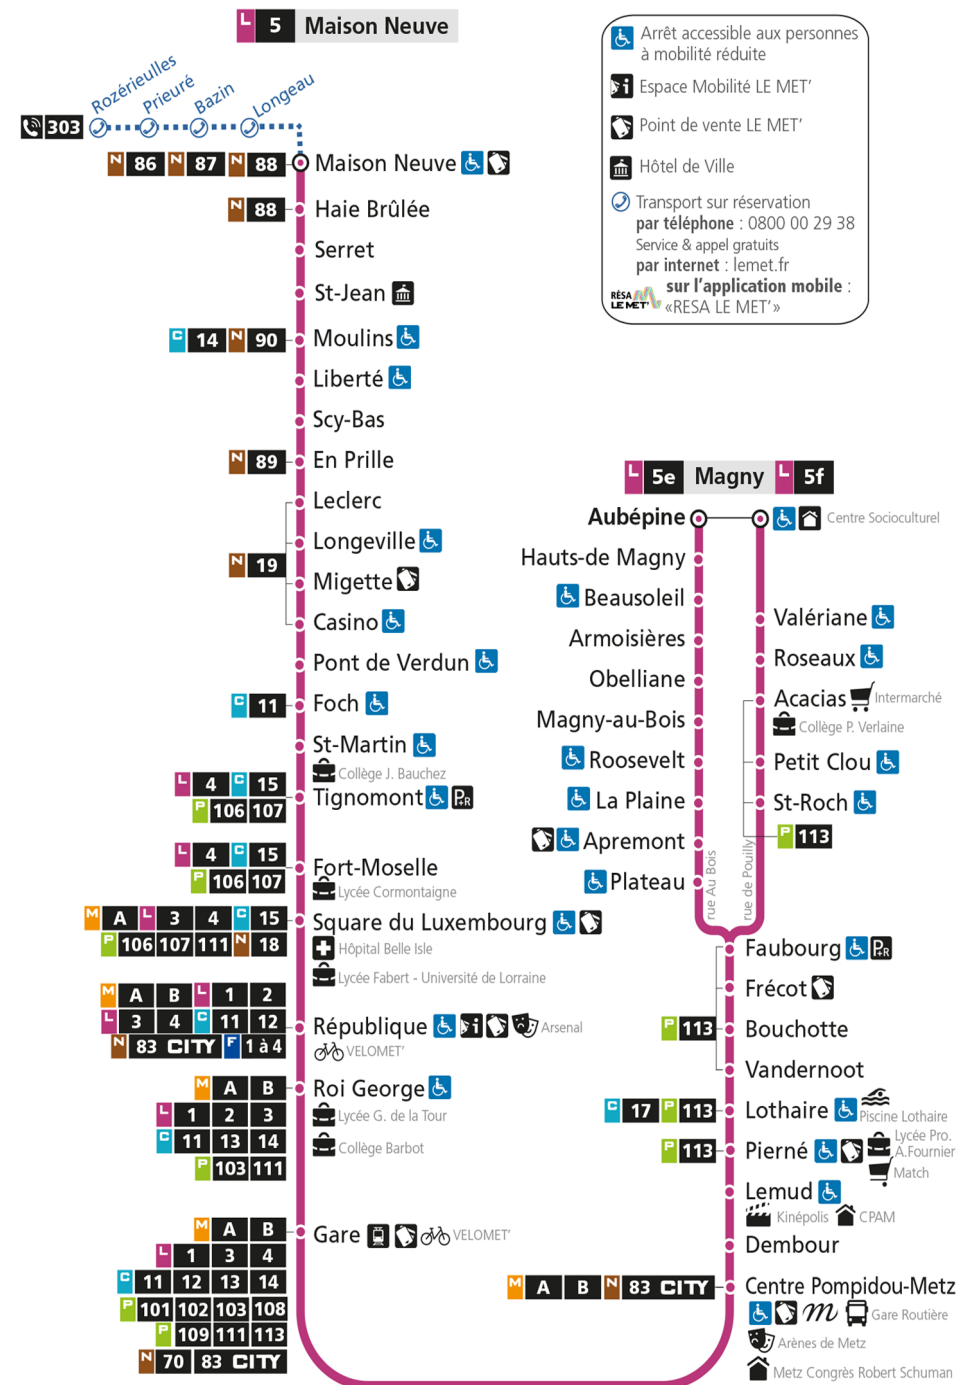 L 5 Maison Neuve
Rozérieulles
Prieuré
Bazin
Longeau
303
N 86 N 87 N 88 Maison Neuve
N 88 Haie Brûlée
Serret
St-Jean
C 14 N 90 Moulins
Liberté
Scy-Bas
N 89 En Prille
Leclerc
Longeville
N 19
Migette
Casino
Pont de Verdun
C 11 Foch
St-Martin
Collège J. Bauchez
L 4 C 15
Tignomont P+R
P 106 107
L 4 C 15
Fort-Moselle
P 106 107
Lycée Cormontaigne
M A L 3 4 C 15
Square du Luxembourg
P 106 107 111 N 18
Hôpital Belle Isle
Lycée Fabert - Université de Lorraine
M A B L 1 2
L 3 4 C 11 12
République Arsenal
N 83 CITY F 1 à 4
VELOMET'
M A B Roi George
L 1 2 3
Lycée G. de la Tour
C 11 13 14
Collège Barbot
P 103 111
M A B
Gare VELOMET'
L 1 3 4
C 11 12 13 14
P 101 102 103 108
P 109 111 113
N 70 83 CITY
Arrêt accessible aux personnes
à mobilité réduite
i Espace Mobilité LE MET'
Point de vente LE MET'
Hôtel de Ville
Transport sur réservation
par téléphone : 0800 00 29 38
Service & appel gratuits
par internet : lemet.fr
RÉSA LE MET' sur l'application mobile :
«RESA LE MET'»
L 5e Magny L 5f
Aubépine Centre Socioculturel
Hauts-de Magny
Beausoleil
Armoisières
Obelliane
Magny-au-Bois
Roosevelt
La Plaine
Apremont
Plateau
rue Au Bois
rue de Pouilly
Valériane
Roseaux
Acacias Intermarché
Collège P. Verlaine
Petit Clou
St-Roch
P 113
Faubourg P+R
Frécot
P 113 Bouchotte
Vandernoot
C 17 P 113 Lothaire
Piscine Lothaire
P 113 Pierné
Lycée Pro.
A.Fournier
Match
Lemud
Kinépolis CPAM
Dembour
M A B N 83 CITY Centre Pompidou-Metz
m Gare Routière
Arènes de Metz
Metz Congrès Robert Schuman